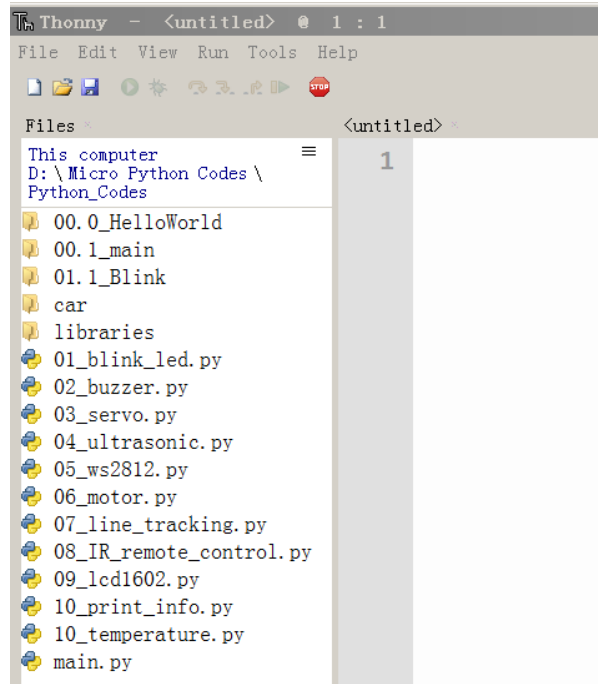 Thonny - <untitled> @ 1 : 1
File Edit View Run Tools Help
STOP
Files
<untitled>
This computer
D:\Micro Python Codes\
Python_Codes
1
00.0_HelloWorld
00.1_main
01.1_Blink
car
libraries
01_blink_led.py
02_buzzer.py
03_servo.py
04_ultrasonic.py
05_ws2812.py
06_motor.py
07_line_tracking.py
08_IR_remote_control.py
09_lcd1602.py
10_print_info.py
10_temperature.py
main.py